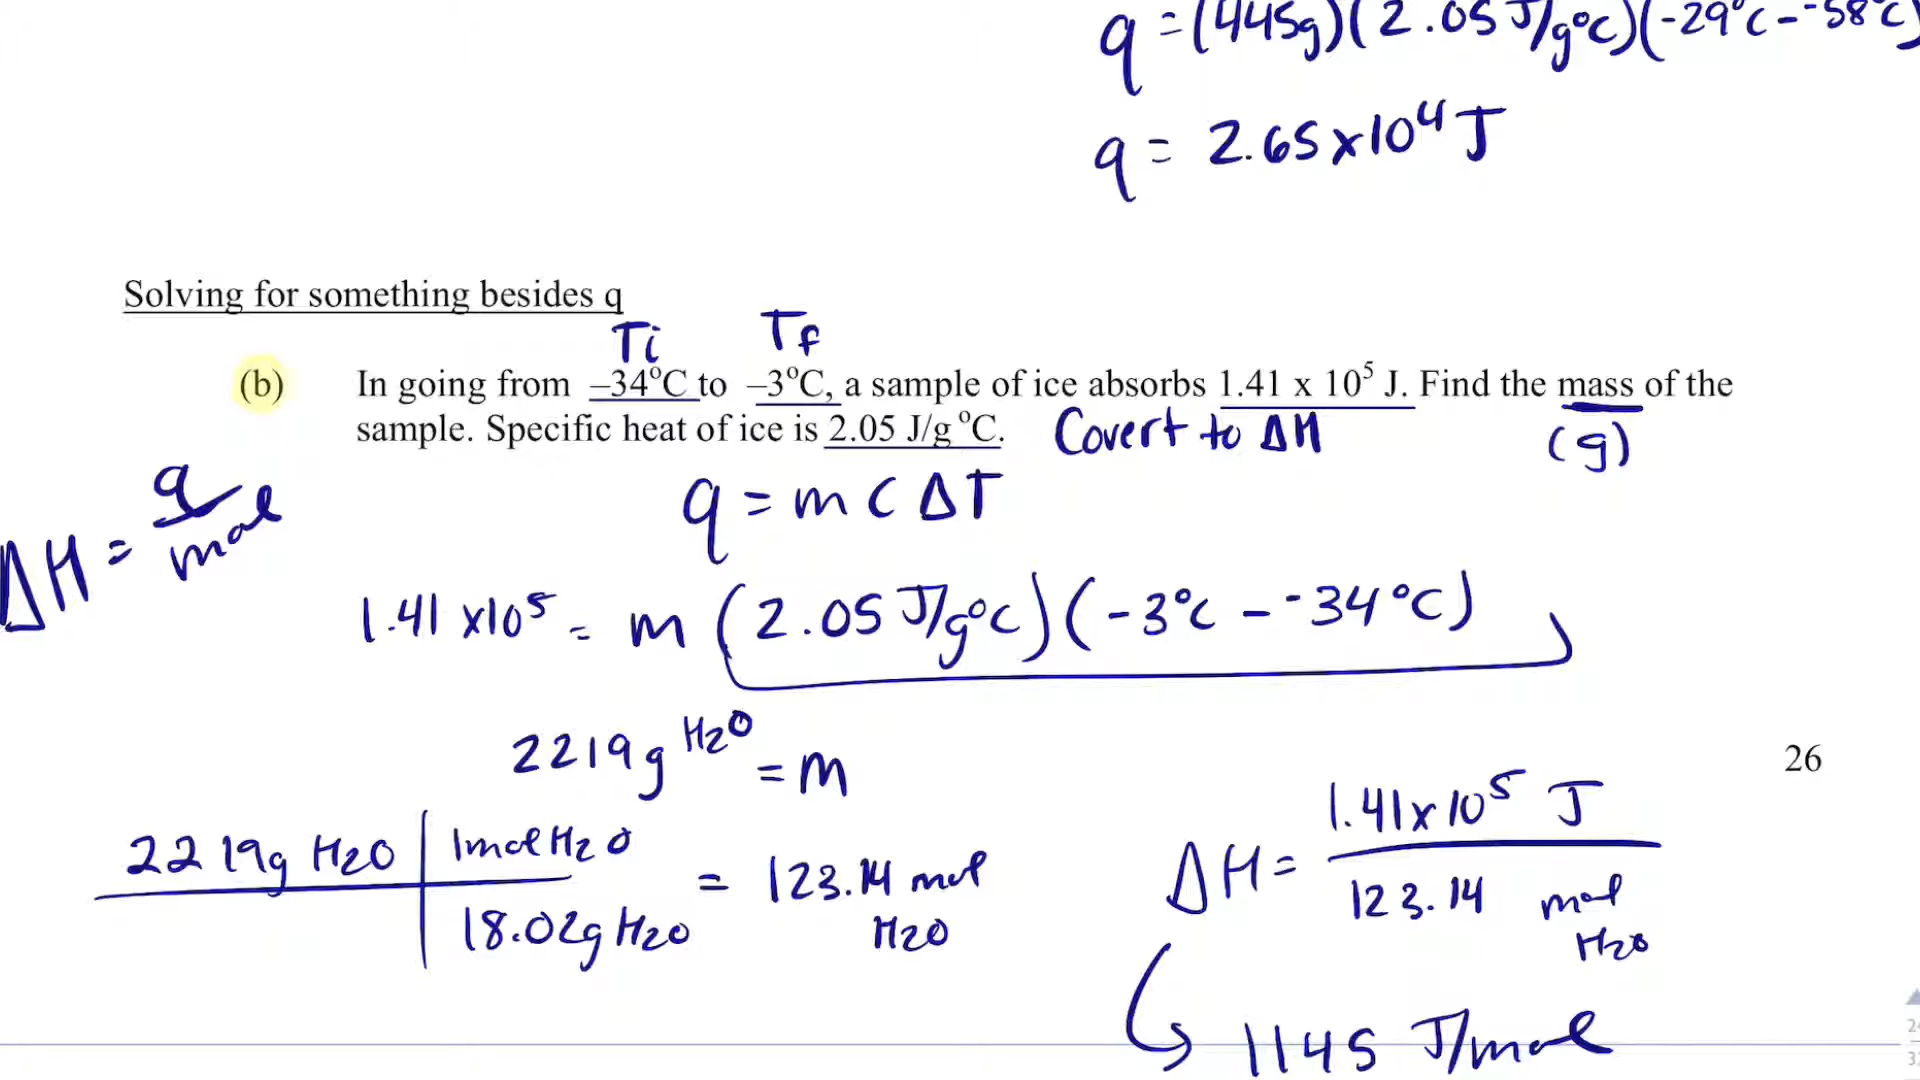 q = (445g)(2.05 J/g°C)(-29°C - -58°C)
q = 2.65x10⁴ J
Solving for something besides q
Ti Tf
(b) In going from –34°C to –3°C, a sample of ice absorbs 1.41 x 10⁵ J. Find the mass of the
sample. Specific heat of ice is 2.05 J/g °C. Covert to ΔH (g)
ΔH = q/mol
q = m C ΔT
1.41 x10⁵ = m (2.05 J/g°C)(-3°C - -34°C)
2219g H2O = m
26
2219g H2O | 1mol H2O / 18.02g H2O = 123.14 mol H2O
ΔH = 1.41x10⁵ J / 123.14 mol H2O
1145 J/mol